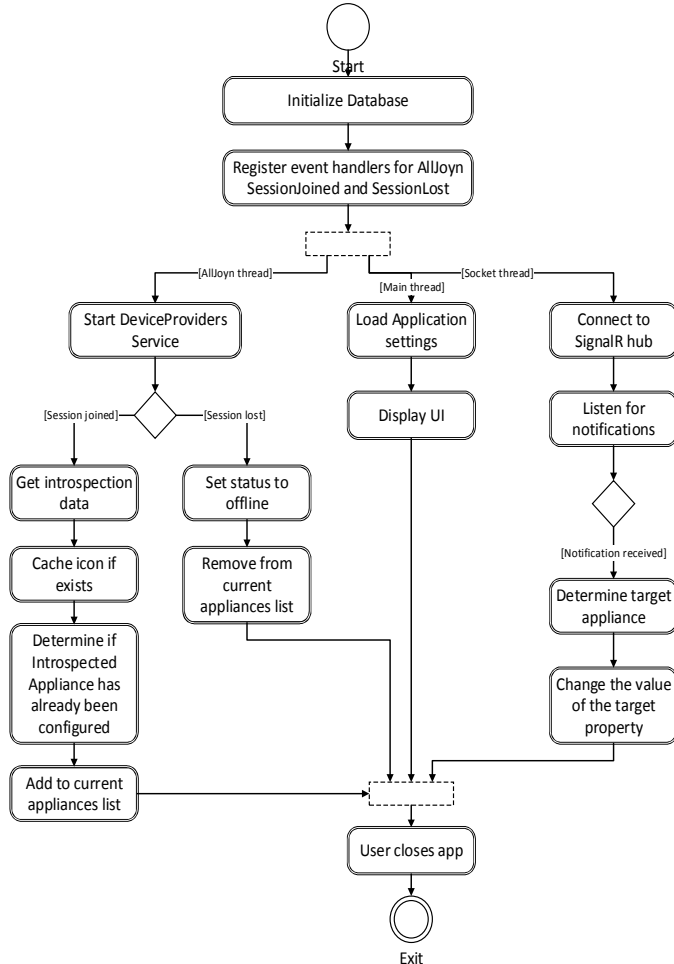 Start
Initialize Database
Register event handlers for AllJoyn
SessionJoined and SessionLost
[AllJoyn thread]
[Main thread]
[Socket thread]
Start DeviceProviders
Service
Load Application
settings
Connect to
SignalR hub
[Session joined]
[Session lost]
Display UI
Listen for
notifications
Get introspection
data
Set status to
offline
[Notification received]
Cache icon if
exists
Remove from
current
appliances list
Determine target
appliance
Determine if
Introspected
Appliance has
already been
configured
Change the value
of the target
property
Add to current
appliances list
User closes app
Exit